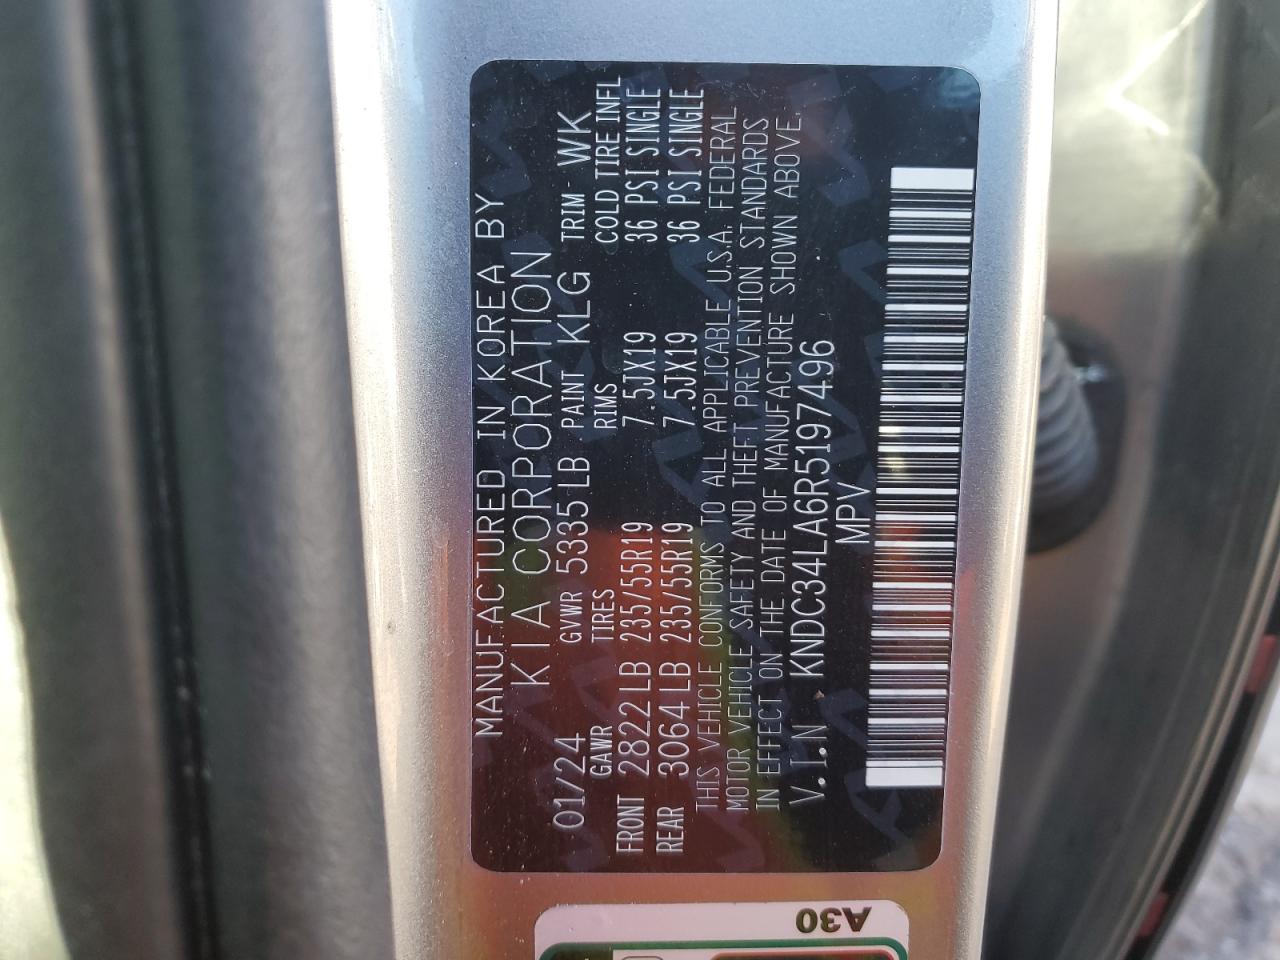 MANUFACTURED IN KOREA BY
KIA CORPORATION
01/24 GVWR 5335 LB PAINT KLG TRIM WK
GAWR TIRES RIMS COLD TIRE INFL
FRONT 2822 LB 235/55R19 7.5JX19 36 PSI SINGLE
REAR 3064 LB 235/55R19 7.5JX19 36 PSI SINGLE
THIS VEHICLE CONFORMS TO ALL APPLICABLE U.S.A. FEDERAL
MOTOR VEHICLE SAFETY AND THEFT PREVENTION STANDARDS
IN EFFECT ON THE DATE OF MANUFACTURE SHOWN ABOVE.
V.I.N KNDC34LA6R5197496
MPV
A30